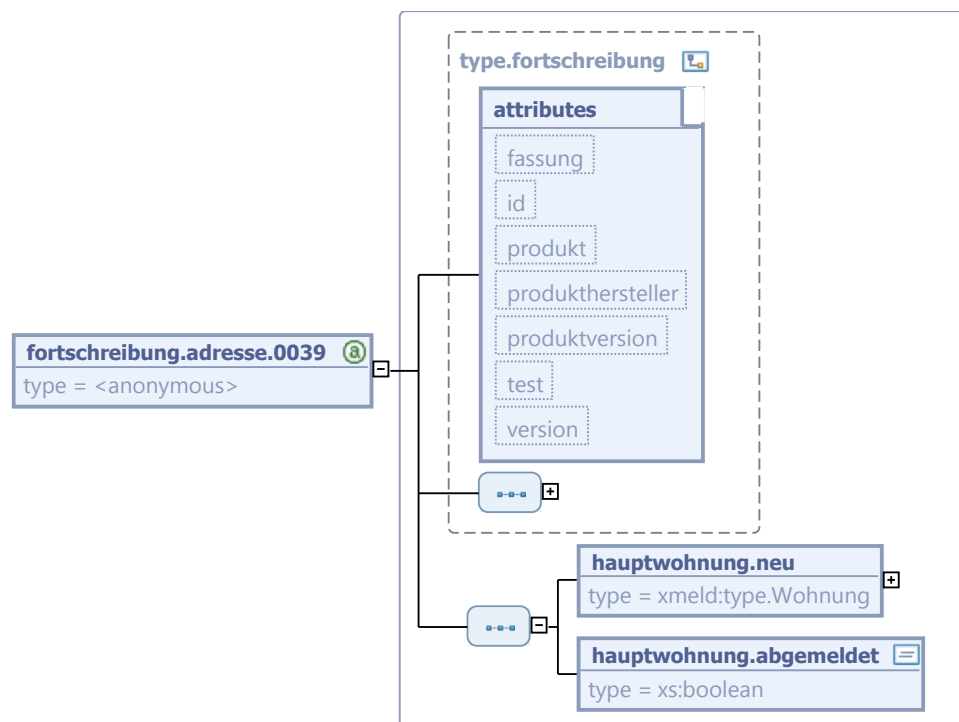 type.fortschreibung
attributes
fassung
id
produkt
produkthersteller
produktversion
test
version
fortschreibung.adresse.0039 a
type = <anonymous>
hauptwohnung.neu
type = xmeld:type.Wohnung
hauptwohnung.abgemeldet
type = xs:boolean